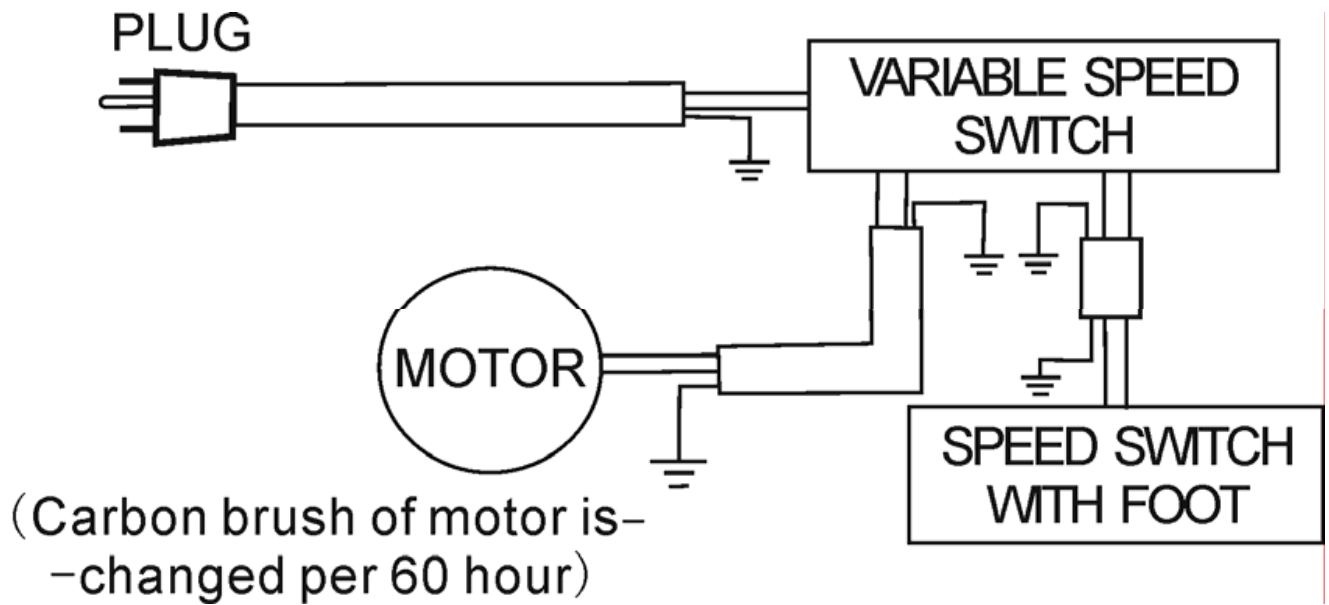 PLUG
VARIABLE SPEED
SWITCH
MOTOR
SPEED SWITCH
WITH FOOT
(Carbon brush of motor is-
-changed per 60 hour)